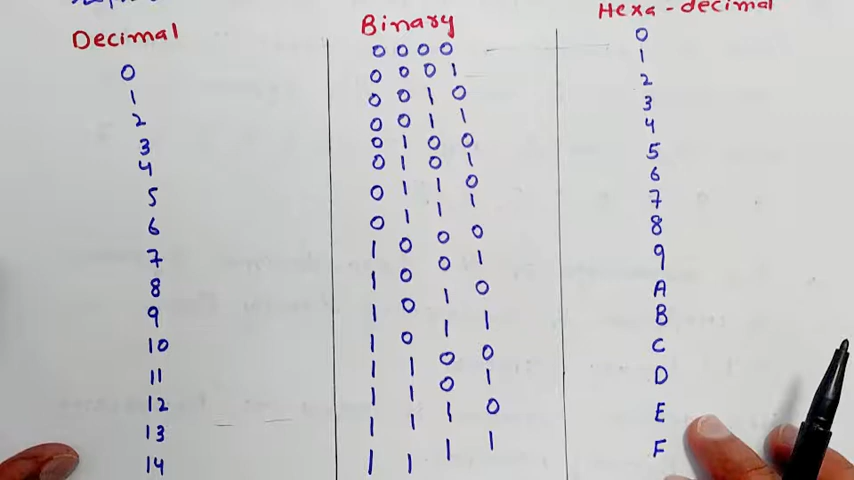 Decimal Binary Hexa-decimal
0 0000 0
1 0001 1
2 0010 2
3 0011 3
4 0100 4
5 0101 5
6 0110 6
7 0111 7
8 1000 8
9 1001 9
10 1010 A
11 1011 B
12 1100 C
13 1101 D
14 1110 E
1111 F